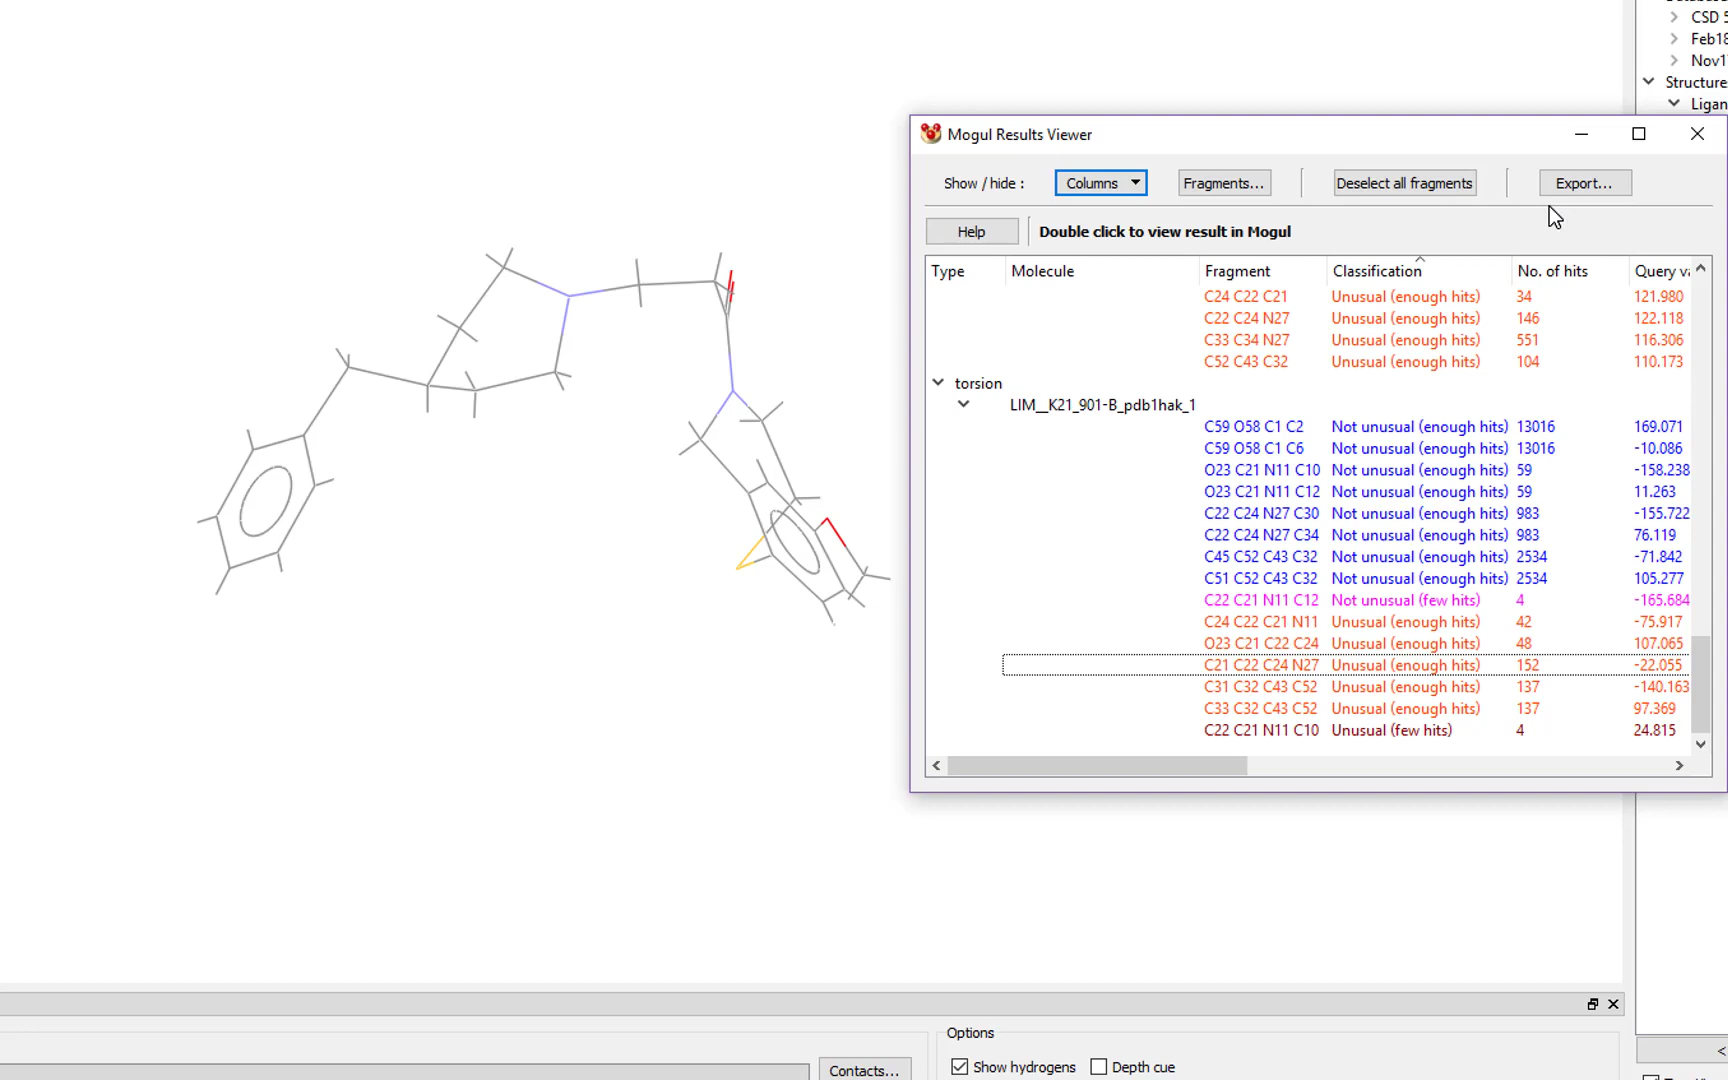 CSD 5
Feb18
Nov1
Structure
Ligan
Mogul Results Viewer
Show / hide : Columns Fragments... Deselect all fragments Export...
Help Double click to view result in Mogul
Type Molecule Fragment Classification No. of hits Query va
C24 C22 C21 Unusual (enough hits) 34 121.980
C22 C24 N27 Unusual (enough hits) 146 122.118
C33 C34 N27 Unusual (enough hits) 551 116.306
C52 C43 C32 Unusual (enough hits) 104 110.173
torsion
LIM__K21_901-B_pdb1hak_1
C59 O58 C1 C2 Not unusual (enough hits) 13016 169.071
C59 O58 C1 C6 Not unusual (enough hits) 13016 -10.086
O23 C21 N11 C10 Not unusual (enough hits) 59 -158.238
O23 C21 N11 C12 Not unusual (enough hits) 59 11.263
C22 C24 N27 C30 Not unusual (enough hits) 983 -155.722
C22 C24 N27 C34 Not unusual (enough hits) 983 76.119
C45 C52 C43 C32 Not unusual (enough hits) 2534 -71.842
C51 C52 C43 C32 Not unusual (enough hits) 2534 105.277
C22 C21 N11 C12 Not unusual (few hits) 4 -165.684
C24 C22 C21 N11 Unusual (enough hits) 42 -75.917
O23 C21 C22 C24 Unusual (enough hits) 48 107.065
C21 C22 C24 N27 Unusual (enough hits) 152 -22.055
C31 C32 C43 C52 Unusual (enough hits) 137 -140.163
C33 C32 C43 C52 Unusual (enough hits) 137 97.369
C22 C21 N11 C10 Unusual (few hits) 4 24.815
Options
Contacts... Show hydrogens Depth cue